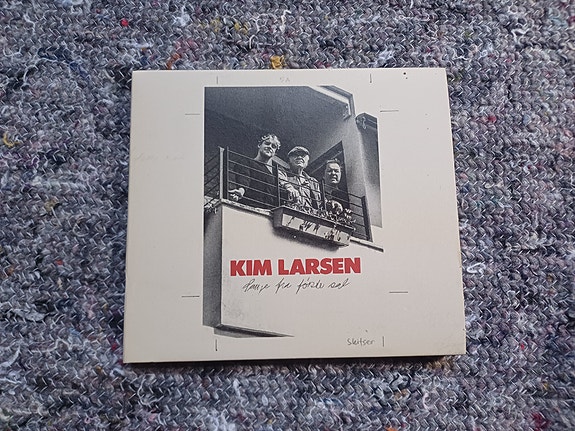 KIM LARSEN
Sange fra første sal
skitser